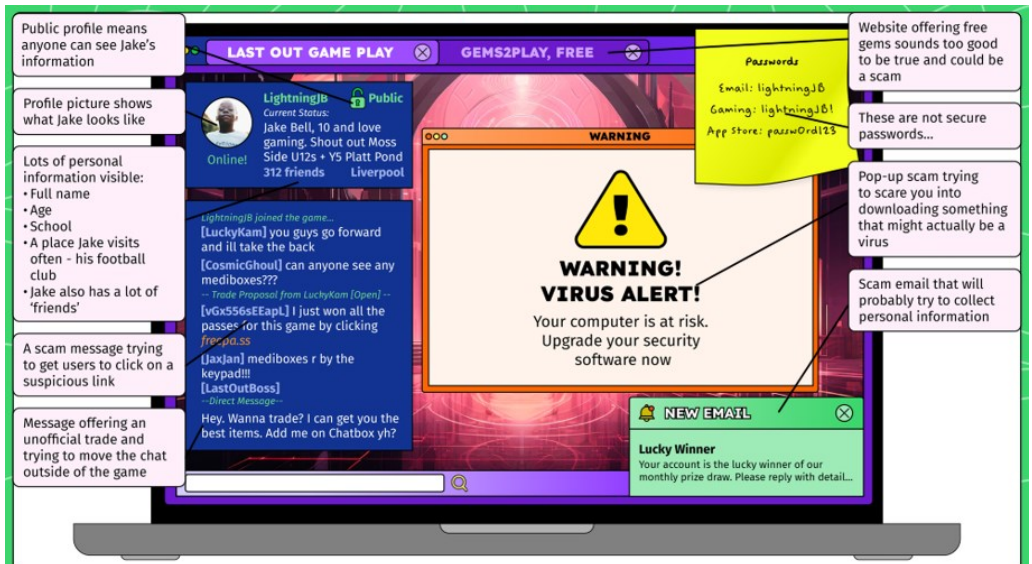 Public profile means
anyone can see Jake's
information
Profile picture shows
what Jake looks like
Lots of personal
information visible:
• Full name
• Age
• School
• A place Jake visits
often - his football
club
• Jake also has a lot of
'friends'
A scam message trying
to get users to click on a
suspicious link
Message offering an
unofficial trade and
trying to move the chat
outside of the game
LAST OUT GAME PLAY
GEMS2PLAY, FREE
LightningJB Public
Current Status:
Jake Bell, 10 and love
gaming. Shout out Moss
Side U12s + Y5 Platt Pond
Online!
312 friends Liverpool
LightningJB joined the game...
[LuckyKam] you guys go forward
and ill take the back
[CosmicGhoul] can anyone see any
mediboxes???
-- Trade Proposal from LuckyKam [Open] --
[vGx556sEEapL] I just won all the
passes for this game by clicking
freepa.ss
[JaxJan] mediboxes r by the
keypad!!!
[LastOutBoss]
--Direct Message--
Hey. Wanna trade? I can get you the
best items. Add me on Chatbox yh?
WARNING
WARNING!
VIRUS ALERT!
Your computer is at risk.
Upgrade your security
software now
Passwords
Email: lightningJB
Gaming: lightningJB!
App Store: passw0rd123
NEW EMAIL
Lucky Winner
Your account is the lucky winner of our
monthly prize draw. Please reply with detail...
Website offering free
gems sounds too good
to be true and could be
a scam
These are not secure
passwords...
Pop-up scam trying
to scare you into
downloading something
that might actually be a
virus
Scam email that will
probably try to collect
personal information